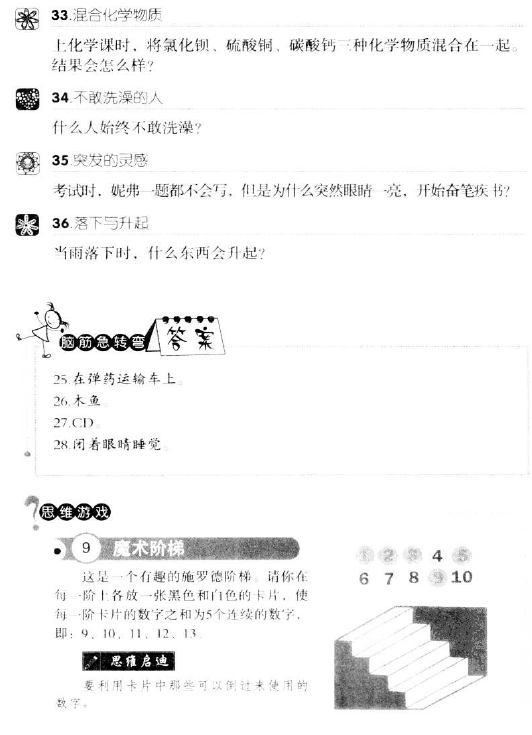 33.混合化学物质
上化学课时，将氯化钡、硫酸铜、碳酸钙三种化学物质混合在一起。
结果会怎么样?
34.不敢洗澡的人
什么人始终不敢洗澡?
35.突发的灵感
考试时，妮弗一题都不会写，但是为什么突然眼睛一亮，开始奋笔疾书?
36.落下与升起
当雨落下时，什么东西会升起?
脑筋急转弯 答案
25.在弹药运输车上。
26.木鱼。
27.CD。
28.闭着眼睛睡觉。
思维游戏
9 魔术阶梯
这是一个有趣的施罗德阶梯。请你在
每一阶上各放一张黑色和白色的卡片，使
每一阶卡片的数字之和为5个连续的数字，
即：9、10、11、12、13。
思维启迪
要利用卡片中那些可以倒过来使用的
数字。
1 2 3 4 5
6 7 8 9 10